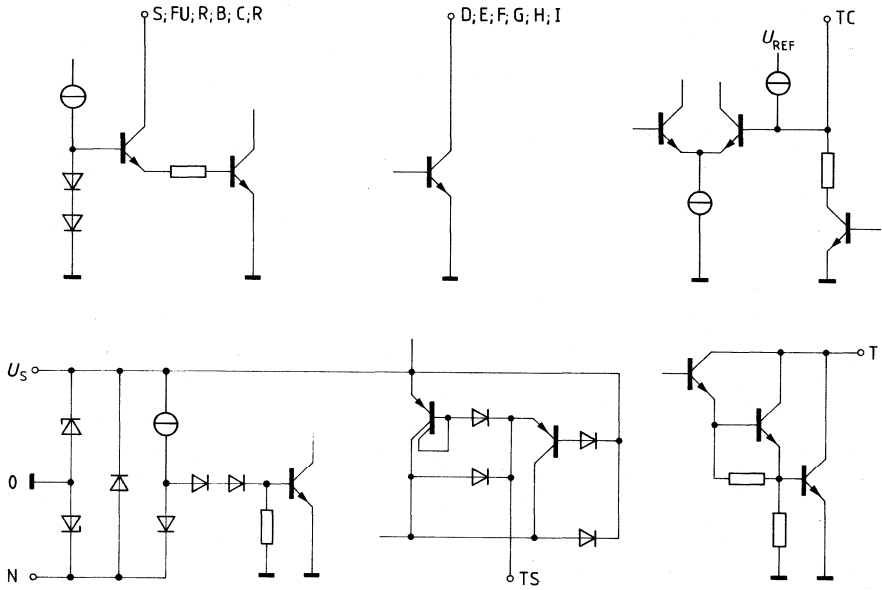 S; FU; R; B; C; R
D; E; F; G; H; I
U_REF
TC
U_S
T
0
N
TS